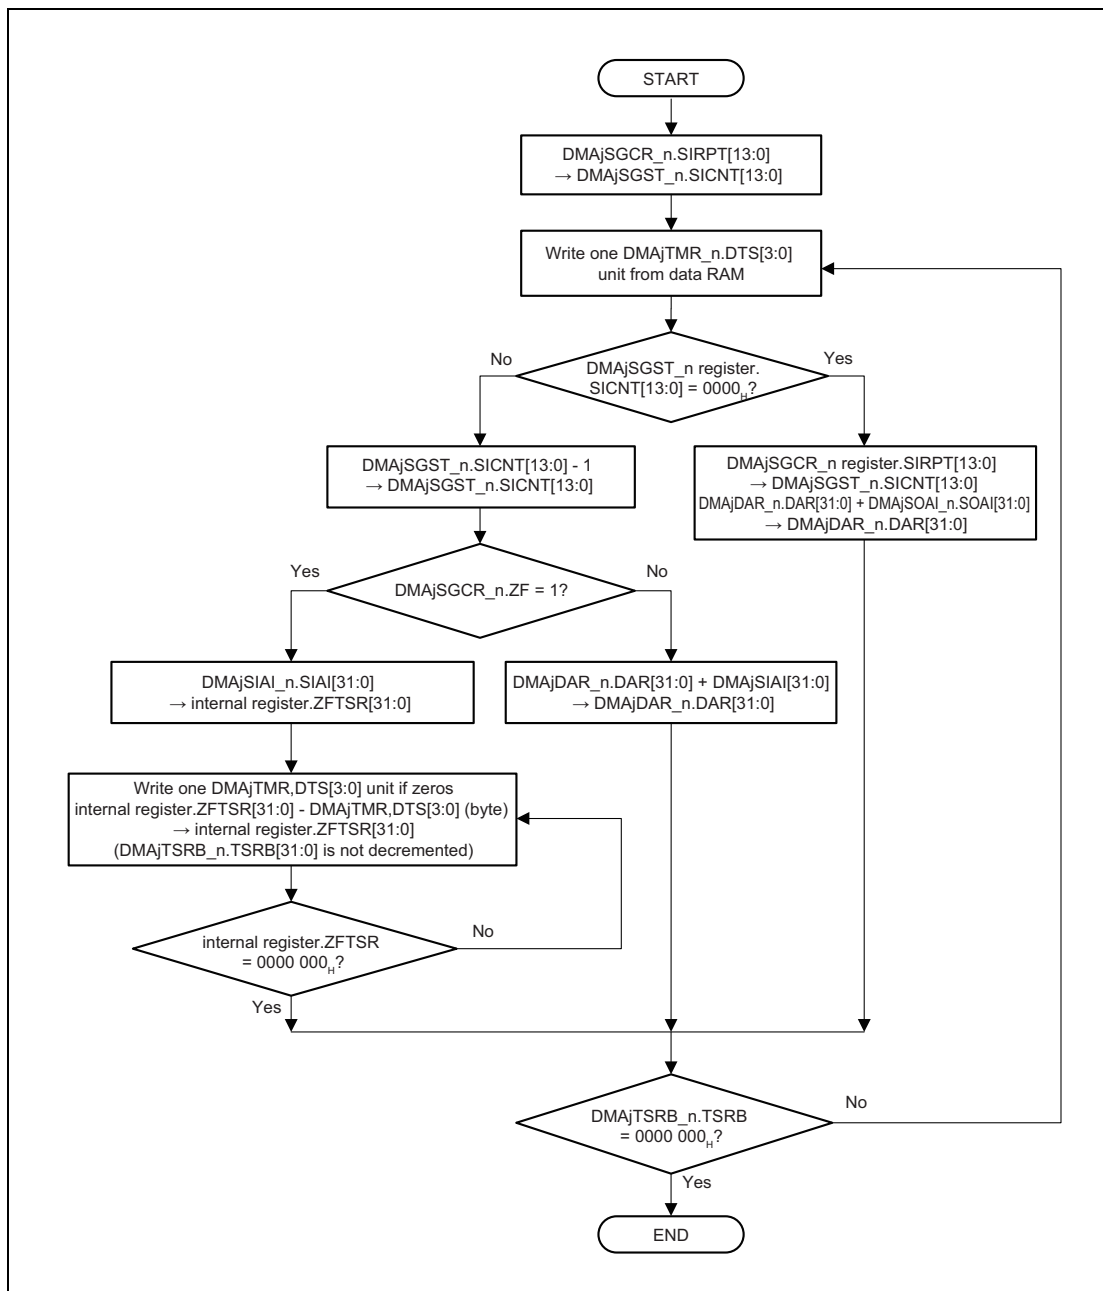 START
DMAjSGCR_n.SIRPT[13:0]
→ DMAjSGST_n.SICNT[13:0]
Write one DMAjTMR_n.DTS[3:0]
unit from data RAM
No
Yes
DMAjSGST_n register.
SICNT[13:0] = 0000H?
DMAjSGST_n.SICNT[13:0] - 1
→ DMAjSGST_n.SICNT[13:0]
DMAjSGCR_n register.SIRPT[13:0]
→ DMAjSGST_n.SICNT[13:0]
DMAjDAR_n.DAR[31:0] + DMAjSOAI_n.SOAI[31:0]
→ DMAjDAR_n.DAR[31:0]
Yes
No
DMAjSGCR_n.ZF = 1?
DMAjSIAI_n.SIAI[31:0]
→ internal register.ZFTSR[31:0]
DMAjDAR_n.DAR[31:0] + DMAjSIAI[31:0]
→ DMAjDAR_n.DAR[31:0]
Write one DMAjTMR,DTS[3:0] unit if zeros
internal register.ZFTSR[31:0] - DMAjTMR,DTS[3:0] (byte)
→ internal register.ZFTSR[31:0]
(DMAjTSRB_n.TSRB[31:0] is not decremented)
No
internal register.ZFTSR
= 0000 000H?
Yes
No
DMAjTSRB_n.TSRB
= 0000 000H?
Yes
END